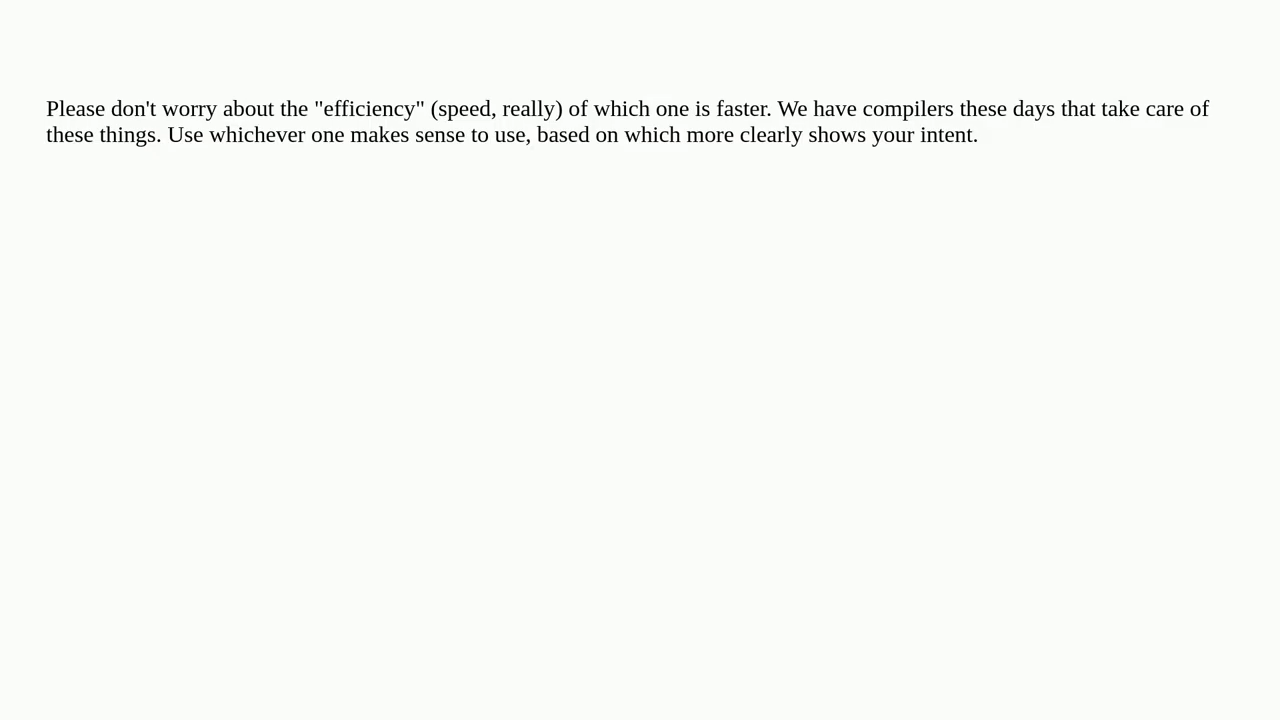 Please don't worry about the "efficiency" (speed, really) of which one is faster. We have compilers these days that take care of
these things. Use whichever one makes sense to use, based on which more clearly shows your intent.